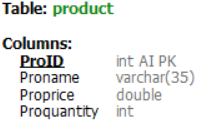 Table: product
Columns:
ProID int AI PK
Proname varchar(35)
Proprice double
Proquantity int